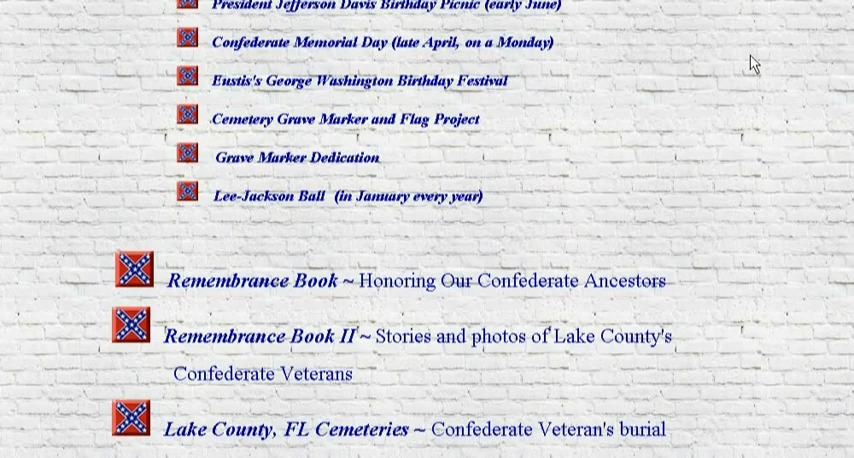 President Jefferson Davis Birthday Picnic (early June)
Confederate Memorial Day (late April, on a Monday)
Eustis's George Washington Birthday Festival
Cemetery Grave Marker and Flag Project
Grave Marker Dedication
Lee-Jackson Ball (in January every year)
Remembrance Book ~ Honoring Our Confederate Ancestors
Remembrance Book II ~ Stories and photos of Lake County's
Confederate Veterans
Lake County, FL Cemeteries ~ Confederate Veteran's burial